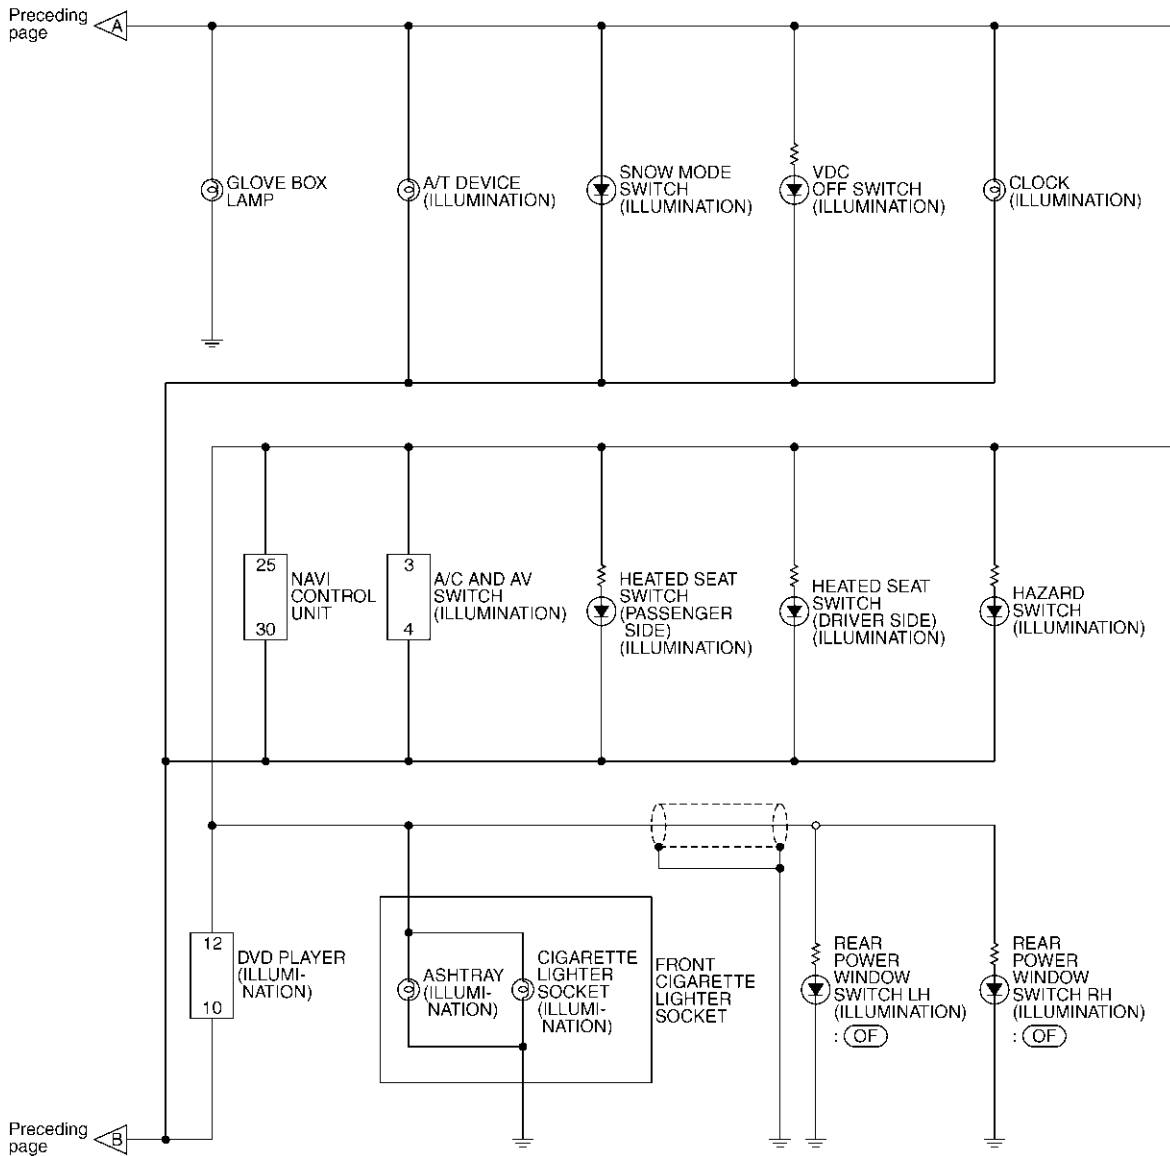 Preceding
page
A
GLOVE BOX
LAMP
A/T DEVICE
(ILLUMINATION)
SNOW MODE
SWITCH
(ILLUMINATION)
VDC
OFF SWITCH
(ILLUMINATION)
CLOCK
(ILLUMINATION)
25
30
NAVI
CONTROL
UNIT
3
4
A/C AND AV
SWITCH
(ILLUMINATION)
HEATED SEAT
SWITCH
(PASSENGER
SIDE)
(ILLUMINATION)
HEATED SEAT
SWITCH
(DRIVER SIDE)
(ILLUMINATION)
HAZARD
SWITCH
(ILLUMINATION)
12
10
DVD PLAYER
(ILLUMI-
NATION)
ASHTRAY
(ILLUMI-
NATION)
CIGARETTE
LIGHTER
SOCKET
(ILLUMI-
NATION)
FRONT
CIGARETTE
LIGHTER
SOCKET
REAR
POWER
WINDOW
SWITCH LH
(ILLUMINATION)
: OF
REAR
POWER
WINDOW
SWITCH RH
(ILLUMINATION)
: OF
Preceding
page
B